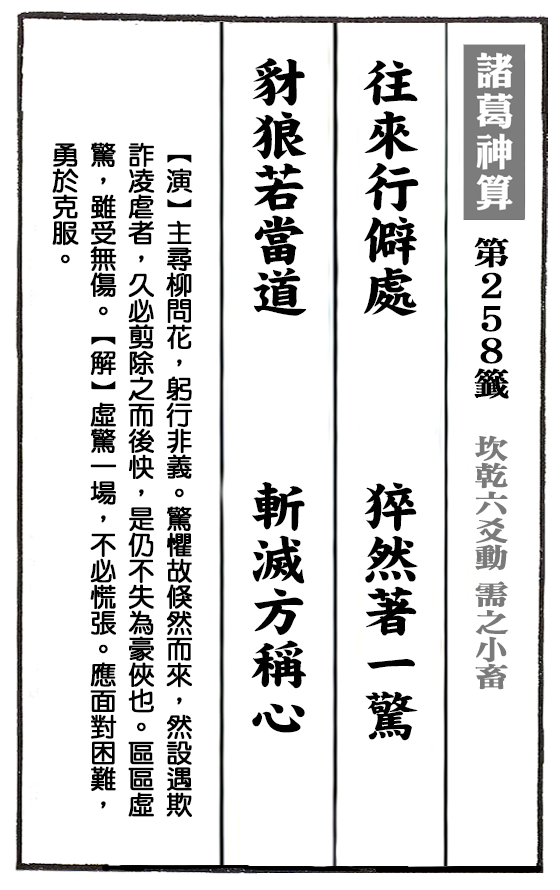 諸葛神算 第258籤 坎乾六爻動 需之小畜
往來行僻處 猝然著一驚
豺狼若當道 斬滅方稱心
【演】主尋柳問花，躬行非義。驚懼故倏然而來，然設遇欺
詐凌虐者，久必剪除之而後快，是仍不失為豪俠也。區區虛
驚，雖受無傷。【解】虛驚一場，不必慌張。應面對困難，
勇於克服。